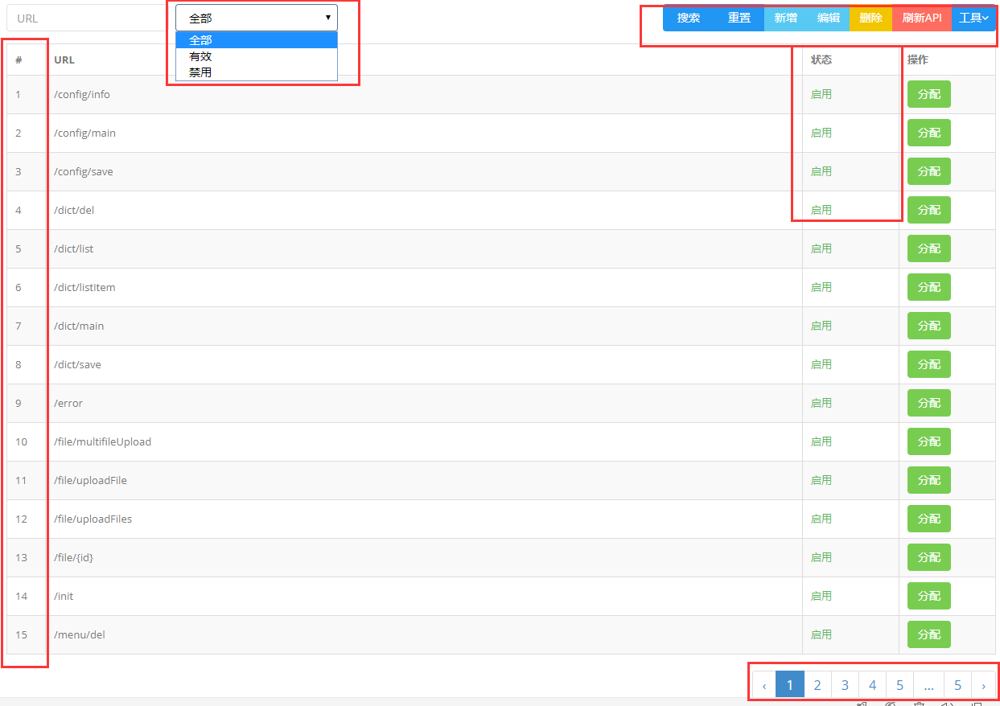 URL 全部 ▼ 搜索 重置 新增 编辑 删除 刷新API 工具
全部
有效
禁用
# URL 状态 操作
1 /config/info 启用 分配
2 /config/main 启用 分配
3 /config/save 启用 分配
4 /dict/del 启用 分配
5 /dict/list 启用 分配
6 /dict/listItem 启用 分配
7 /dict/main 启用 分配
8 /dict/save 启用 分配
9 /error 启用 分配
10 /file/multifileUpload 启用 分配
11 /file/uploadFile 启用 分配
12 /file/uploadFiles 启用 分配
13 /file/{id} 启用 分配
14 /init 启用 分配
15 /menu/del 启用 分配
‹ 1 2 3 4 5 ... 5 ›